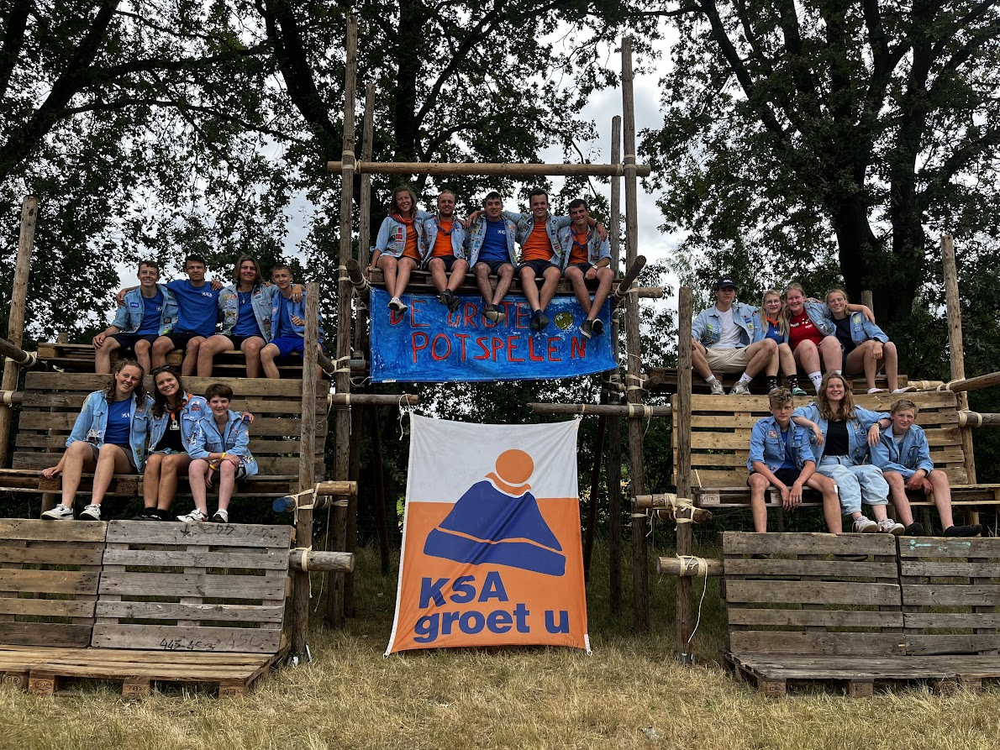 DE GROTE
POTSPELEN
KSA
groet u